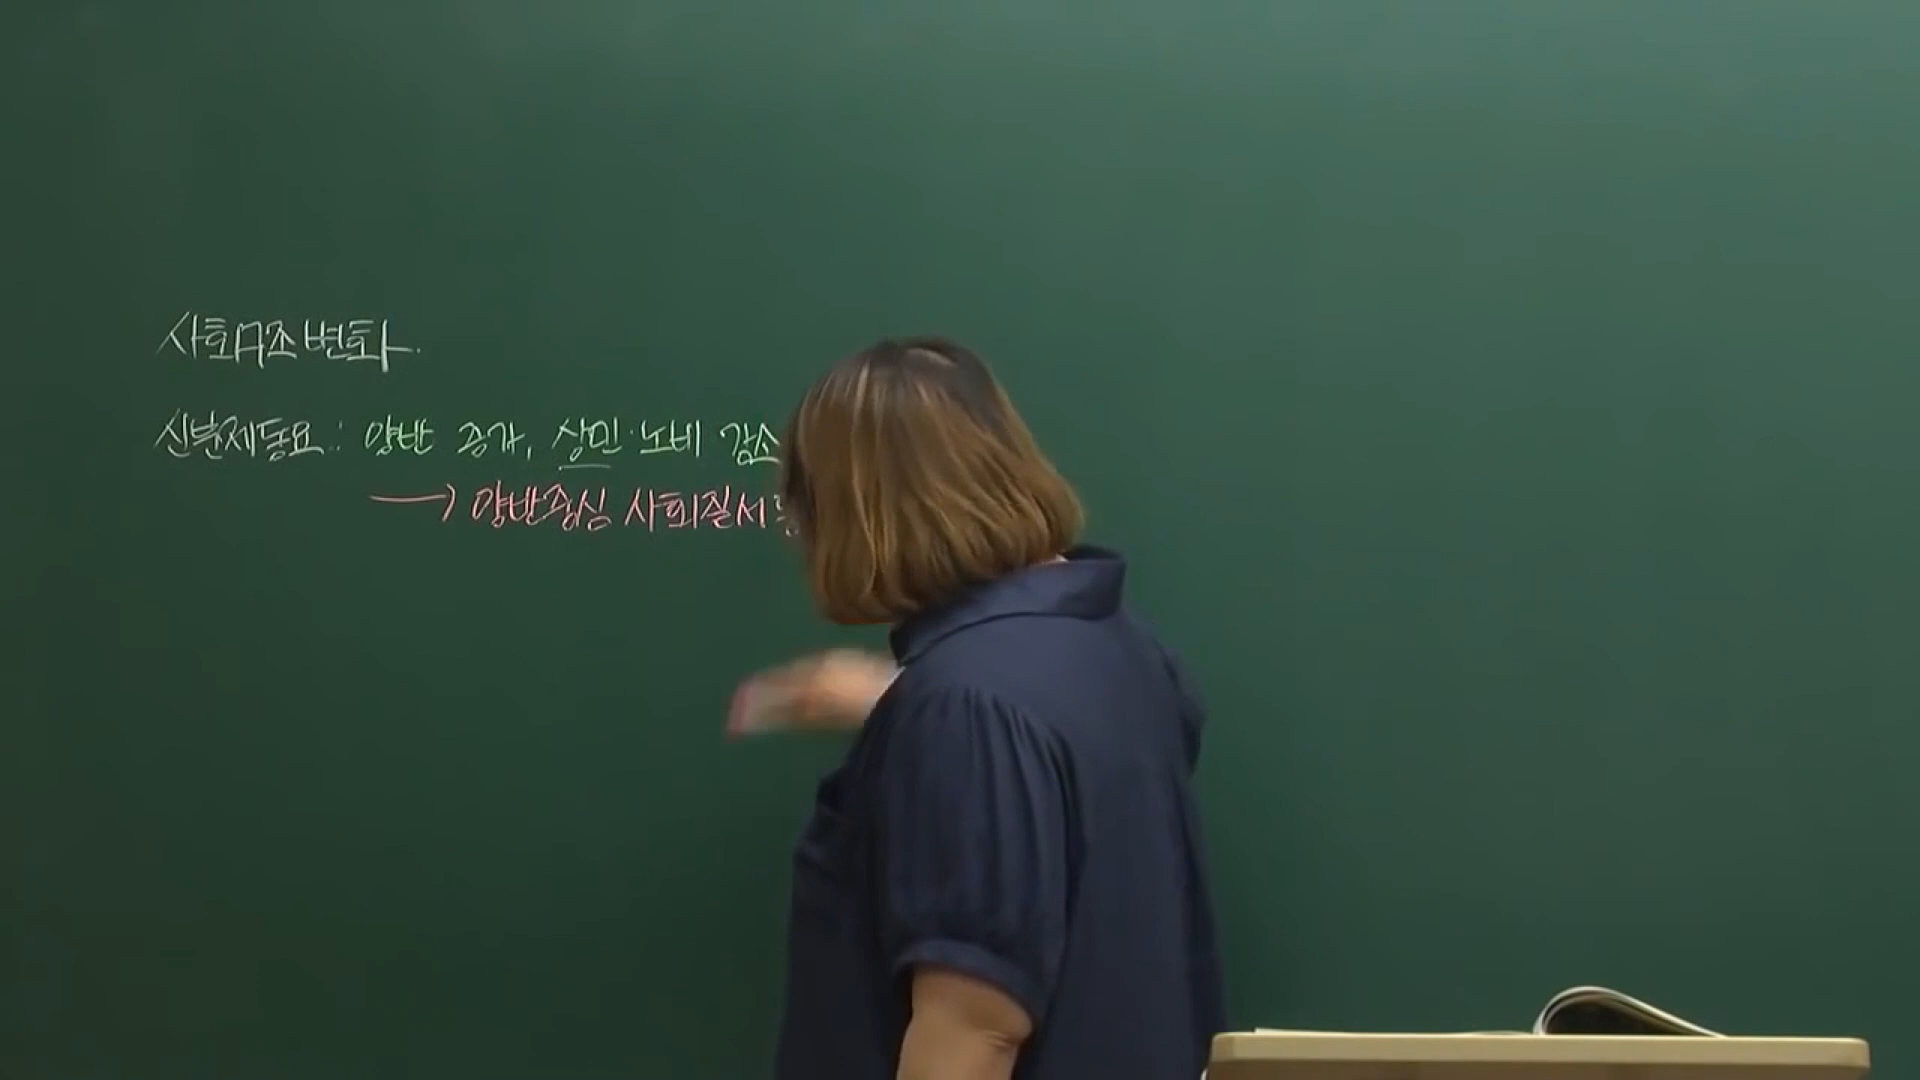 사회구조변화.
신분제동요: 양반 증가, 상민·노비 감소
→ 양반중심 사회질서